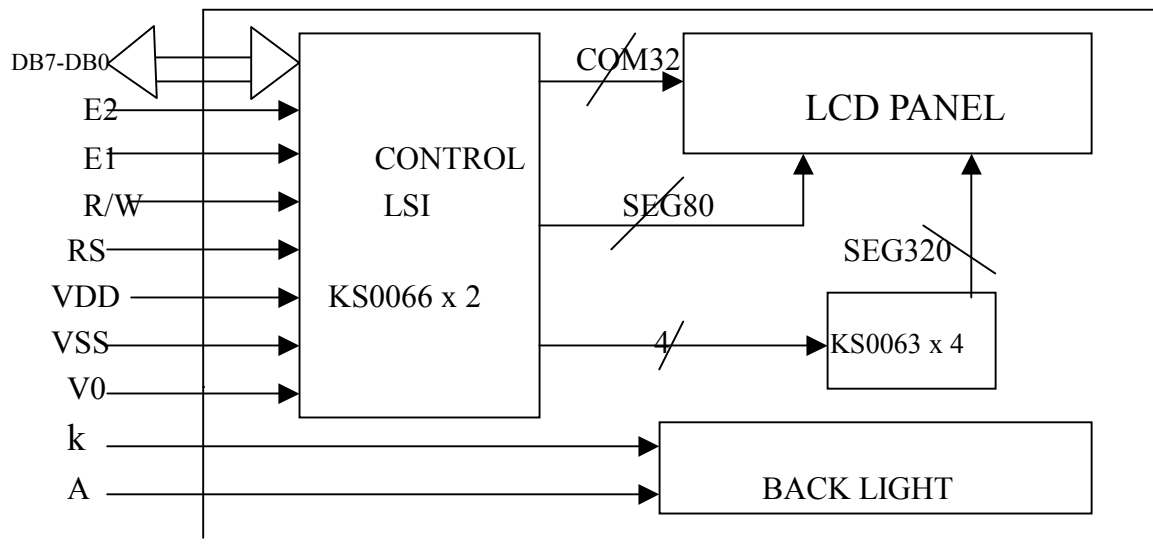 DB7-DB0
E2
E1
R/W
RS
VDD
VSS
V0
k
A
CONTROL
LSI
KS0066 x 2
COM32
SEG80
4
LCD PANEL
SEG320
KS0063 x 4
BACK LIGHT